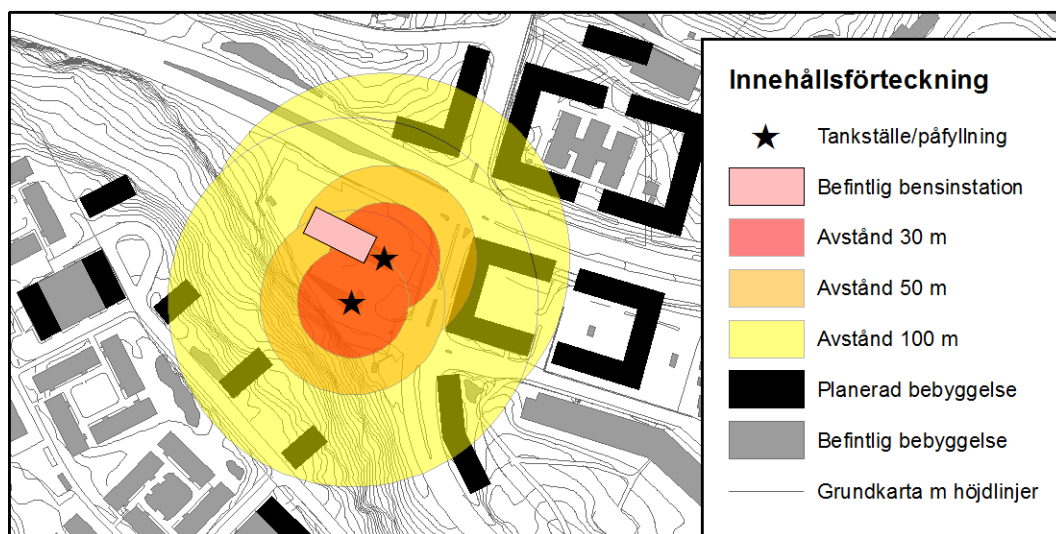 Innehållsförteckning
Tankställe/påfyllning
Befintlig bensinstation
Avstånd 30 m
Avstånd 50 m
Avstånd 100 m
Planerad bebyggelse
Befintlig bebyggelse
Grundkarta m höjdlinjer